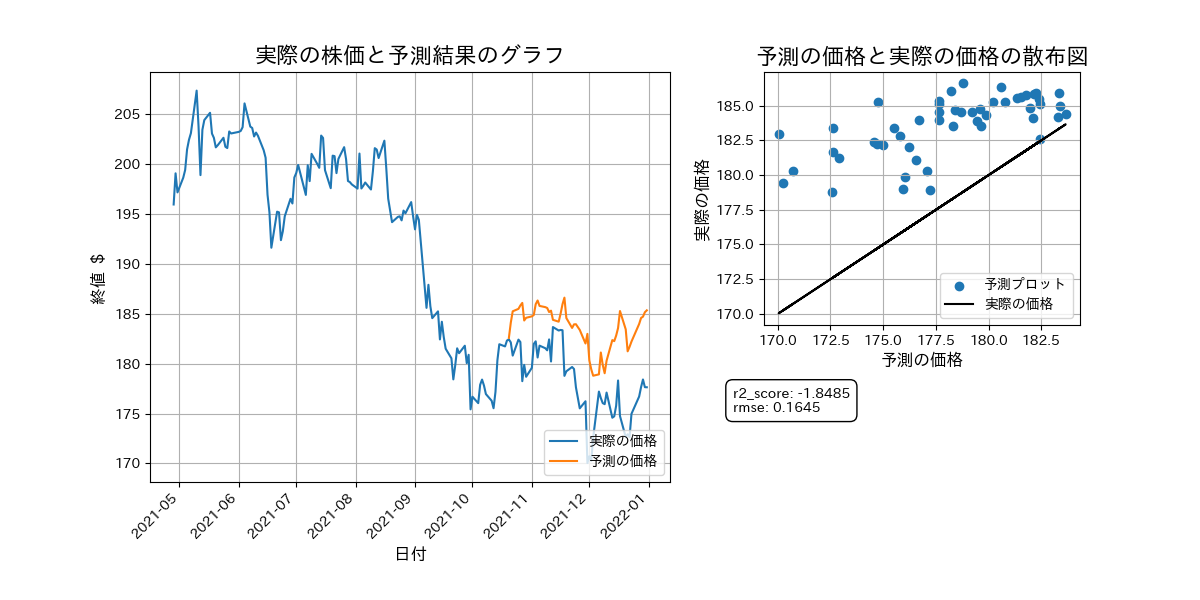 実際の株価と予測結果のグラフ
205
200
195
190
185
180
175
170
終値 $
2021-05
2021-06
2021-07
2021-08
2021-09
2021-10
2021-11
2021-12
2022-01
日付
実際の価格
予測の価格
予測の価格と実際の価格の散布図
185.0
182.5
180.0
177.5
175.0
172.5
170.0
実際の価格
170.0
172.5
175.0
177.5
180.0
182.5
予測の価格
予測プロット
実際の価格
r2_score: -1.8485
rmse: 0.1645